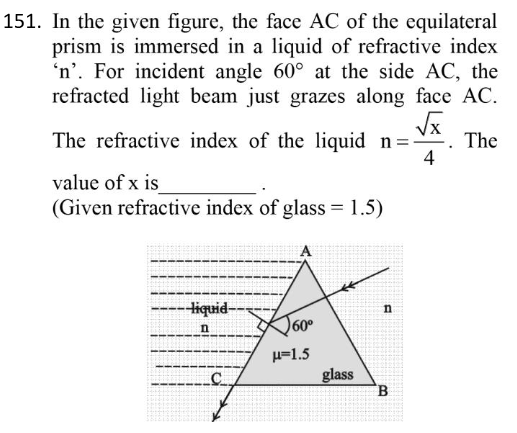 151. In the given figure, the face AC of the equilateral
prism is immersed in a liquid of refractive index
‘n’. For incident angle 60° at the side AC, the
refracted light beam just grazes along face AC.
The refractive index of the liquid n = √x/4. The
value of x is__________ .
(Given refractive index of glass = 1.5)
A
liquid
n
n
60°
μ=1.5
C
glass
B